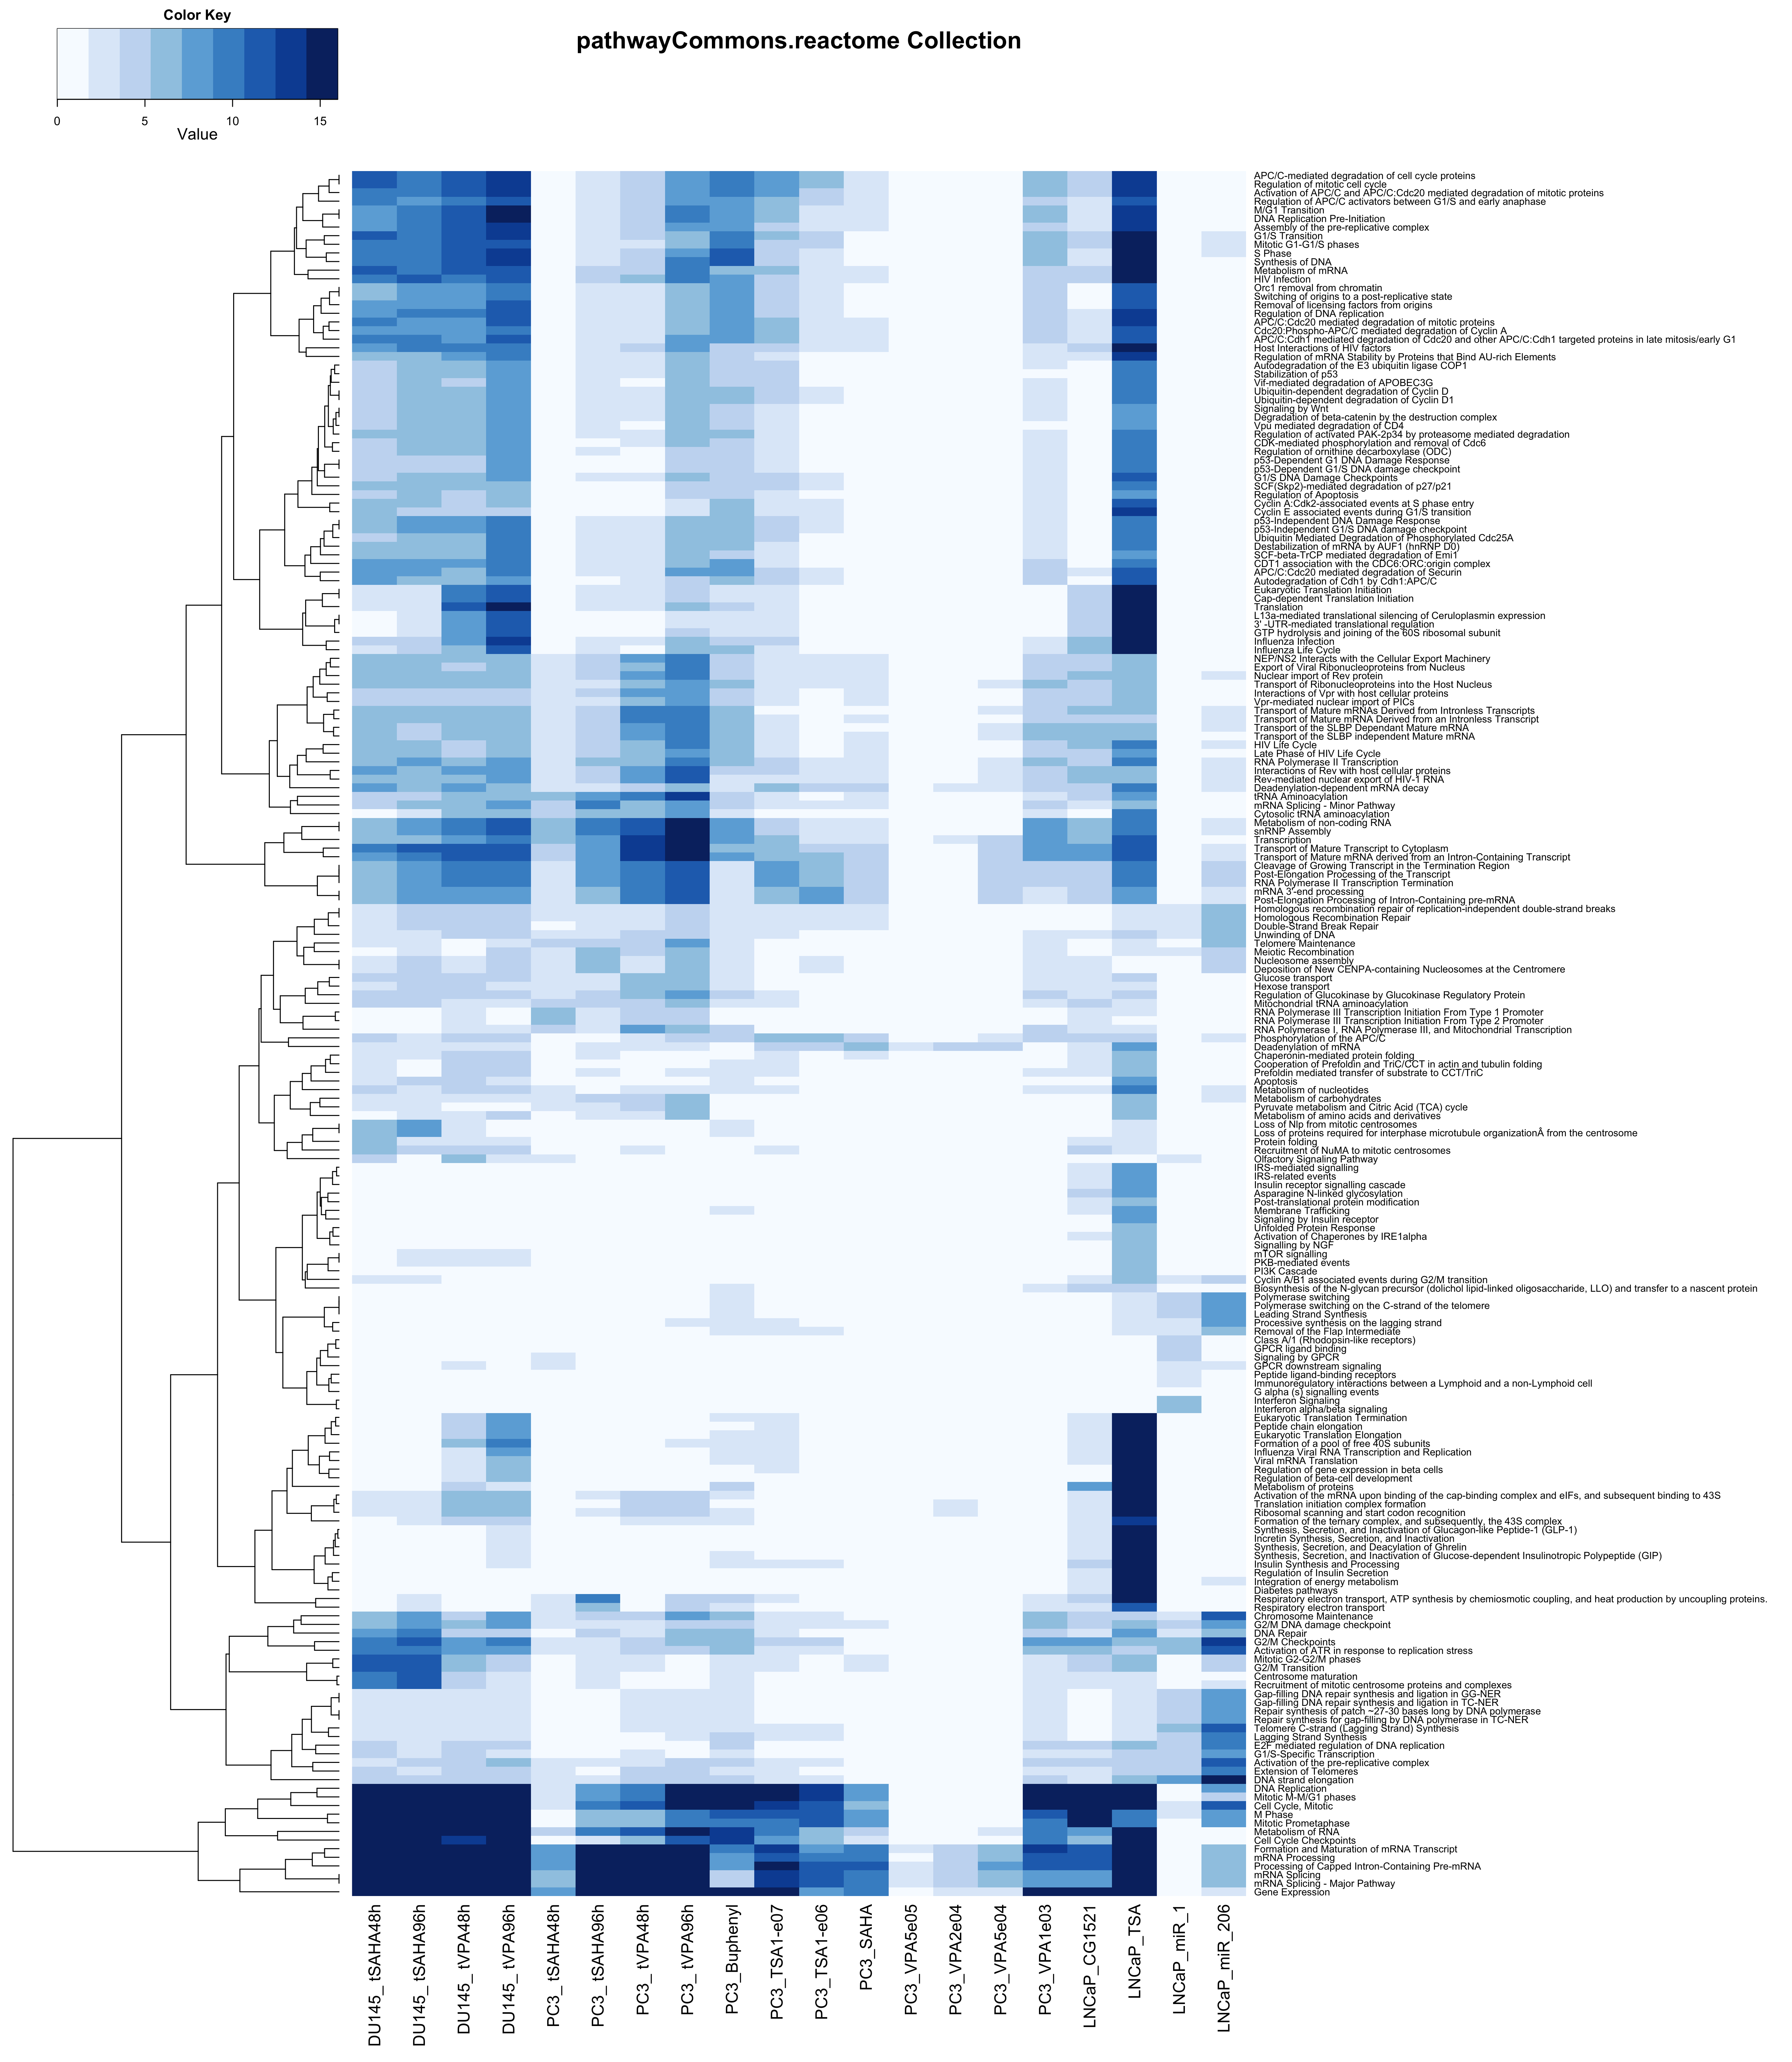 Color Key
pathwayCommons.reactome Collection
0 5 10 15
Value
APC/C-mediated degradation of cell cycle proteins
Regulation of mitotic cell cycle
Activation of APC/C and APC/C:Cdc20 mediated degradation of mitotic proteins
Regulation of APC/C activators between G1/S and early anaphase
M/G1 Transition
DNA Replication Pre-Initiation
Assembly of the pre-replicative complex
G1/S Transition
Mitotic G1-G1/S phases
S Phase
Synthesis of DNA
Metabolism of mRNA
HIV Infection
Orc1 removal from chromatin
Switching of origins to a post-replicative state
Removal of licensing factors from origins
Regulation of DNA replication
APC/C:Cdc20 mediated degradation of mitotic proteins
Cdc20:Phospho-APC/C mediated degradation of Cyclin A
APC/C:Cdh1 mediated degradation of Cdc20 and other APC/C:Cdh1 targeted proteins in late mitosis/early G1
Host Interactions of HIV factors
Regulation of mRNA Stability by Proteins that Bind AU-rich Elements
Autodegradation of the E3 ubiquitin ligase COP1
Stabilization of p53
Vif-mediated degradation of APOBEC3G
Ubiquitin-dependent degradation of Cyclin D
Ubiquitin-dependent degradation of Cyclin D1
Signaling by Wnt
Degradation of beta-catenin by the destruction complex
Vpu mediated degradation of CD4
Regulation of activated PAK-2p34 by proteasome mediated degradation
CDK-mediated phosphorylation and removal of Cdc6
Regulation of ornithine decarboxylase (ODC)
p53-Dependent G1 DNA Damage Response
p53-Dependent G1/S DNA damage checkpoint
G1/S DNA Damage Checkpoints
SCF(Skp2)-mediated degradation of p27/p21
Regulation of Apoptosis
Cyclin A:Cdk2-associated events at S phase entry
Cyclin E associated events during G1/S transition
p53-Independent DNA Damage Response
p53-Independent G1/S DNA damage checkpoint
Ubiquitin Mediated Degradation of Phosphorylated Cdc25A
Destabilization of mRNA by AUF1 (hnRNP D0)
SCF-beta-TrCP mediated degradation of Emi1
CDT1 association with the CDC6:ORC:origin complex
APC/C:Cdc20 mediated degradation of Securin
Autodegradation of Cdh1 by Cdh1:APC/C
Eukaryotic Translation Initiation
Cap-dependent Translation Initiation
Translation
L13a-mediated translational silencing of Ceruloplasmin expression
3' -UTR-mediated translational regulation
GTP hydrolysis and joining of the 60S ribosomal subunit
Influenza Infection
Influenza Life Cycle
NEP/NS2 Interacts with the Cellular Export Machinery
Export of Viral Ribonucleoproteins from Nucleus
Nuclear import of Rev protein
Transport of Ribonucleoproteins into the Host Nucleus
Interactions of Vpr with host cellular proteins
Vpr-mediated nuclear import of PICs
Transport of Mature mRNAs Derived from Intronless Transcripts
Transport of Mature mRNA Derived from an Intronless Transcript
Transport of the SLBP Dependant Mature mRNA
Transport of the SLBP independent Mature mRNA
HIV Life Cycle
Late Phase of HIV Life Cycle
RNA Polymerase II Transcription
Interactions of Rev with host cellular proteins
Rev-mediated nuclear export of HIV-1 RNA
Deadenylation-dependent mRNA decay
tRNA Aminoacylation
mRNA Splicing - Minor Pathway
Cytosolic tRNA aminoacylation
Metabolism of non-coding RNA
snRNP Assembly
Transcription
Transport of Mature Transcript to Cytoplasm
Transport of Mature mRNA derived from an Intron-Containing Transcript
Cleavage of Growing Transcript in the Termination Region
Post-Elongation Processing of the Transcript
RNA Polymerase II Transcription Termination
mRNA 3'-end processing
Post-Elongation Processing of Intron-Containing pre-mRNA
Homologous recombination repair of replication-independent double-strand breaks
Homologous Recombination Repair
Double-Strand Break Repair
Unwinding of DNA
Telomere Maintenance
Meiotic Recombination
Nucleosome assembly
Deposition of New CENPA-containing Nucleosomes at the Centromere
Glucose transport
Hexose transport
Regulation of Glucokinase by Glucokinase Regulatory Protein
Mitochondrial tRNA aminoacylation
RNA Polymerase III Transcription Initiation From Type 1 Promoter
RNA Polymerase III Transcription Initiation From Type 2 Promoter
RNA Polymerase I, RNA Polymerase III, and Mitochondrial Transcription
Phosphorylation of the APC/C
Deadenylation of mRNA
Chaperonin-mediated protein folding
Cooperation of Prefoldin and TriC/CCT in actin and tubulin folding
Prefoldin mediated transfer of substrate to CCT/TriC
Apoptosis
Metabolism of nucleotides
Metabolism of carbohydrates
Pyruvate metabolism and Citric Acid (TCA) cycle
Metabolism of amino acids and derivatives
Loss of Nlp from mitotic centrosomes
Loss of proteins required for interphase microtubule organizationÂ from the centrosome
Protein folding
Recruitment of NuMA to mitotic centrosomes
Olfactory Signaling Pathway
IRS-mediated signalling
IRS-related events
Insulin receptor signalling cascade
Asparagine N-linked glycosylation
Post-translational protein modification
Membrane Trafficking
Signaling by Insulin receptor
Unfolded Protein Response
Activation of Chaperones by IRE1alpha
Signalling by NGF
mTOR signalling
PKB-mediated events
PI3K Cascade
Cyclin A/B1 associated events during G2/M transition
Biosynthesis of the N-glycan precursor (dolichol lipid-linked oligosaccharide, LLO) and transfer to a nascent protein
Polymerase switching
Polymerase switching on the C-strand of the telomere
Leading Strand Synthesis
Processive synthesis on the lagging strand
Removal of the Flap Intermediate
Class A/1 (Rhodopsin-like receptors)
GPCR ligand binding
Signaling by GPCR
GPCR downstream signaling
Peptide ligand-binding receptors
Immunoregulatory interactions between a Lymphoid and a non-Lymphoid cell
G alpha (s) signalling events
Interferon Signaling
Interferon alpha/beta signaling
Eukaryotic Translation Termination
Peptide chain elongation
Eukaryotic Translation Elongation
Formation of a pool of free 40S subunits
Influenza Viral RNA Transcription and Replication
Viral mRNA Translation
Regulation of gene expression in beta cells
Regulation of beta-cell development
Metabolism of proteins
Activation of the mRNA upon binding of the cap-binding complex and eIFs, and subsequent binding to 43S
Translation initiation complex formation
Ribosomal scanning and start codon recognition
Formation of the ternary complex, and subsequently, the 43S complex
Synthesis, Secretion, and Inactivation of Glucagon-like Peptide-1 (GLP-1)
Incretin Synthesis, Secretion, and Inactivation
Synthesis, Secretion, and Deacylation of Ghrelin
Synthesis, Secretion, and Inactivation of Glucose-dependent Insulinotropic Polypeptide (GIP)
Insulin Synthesis and Processing
Regulation of Insulin Secretion
Integration of energy metabolism
Diabetes pathways
Respiratory electron transport, ATP synthesis by chemiosmotic coupling, and heat production by uncoupling proteins.
Respiratory electron transport
Chromosome Maintenance
G2/M DNA damage checkpoint
DNA Repair
G2/M Checkpoints
Activation of ATR in response to replication stress
Mitotic G2-G2/M phases
G2/M Transition
Centrosome maturation
Recruitment of mitotic centrosome proteins and complexes
Gap-filling DNA repair synthesis and ligation in GG-NER
Gap-filling DNA repair synthesis and ligation in TC-NER
Repair synthesis of patch ~27-30 bases long by DNA polymerase
Repair synthesis for gap-filling by DNA polymerase in TC-NER
Telomere C-strand (Lagging Strand) Synthesis
Lagging Strand Synthesis
E2F mediated regulation of DNA replication
G1/S-Specific Transcription
Activation of the pre-replicative complex
Extension of Telomeres
DNA strand elongation
DNA Replication
Mitotic M-M/G1 phases
Cell Cycle, Mitotic
M Phase
Mitotic Prometaphase
Metabolism of RNA
Cell Cycle Checkpoints
Formation and Maturation of mRNA Transcript
mRNA Processing
Processing of Capped Intron-Containing Pre-mRNA
mRNA Splicing
mRNA Splicing - Major Pathway
Gene Expression
DU145_ tSAHA48h
DU145_ tSAHA96h
DU145_ tVPA48h
DU145_ tVPA96h
PC3_ tSAHA48h
PC3_ tSAHA96h
PC3_ tVPA48h
PC3_ tVPA96h
PC3_Buphenyl
PC3_TSA1-e07
PC3_TSA1-e06
PC3_SAHA
PC3_VPA5e05
PC3_VPA2e04
PC3_VPA5e04
PC3_VPA1e03
LNCaP_CG1521
LNCaP_TSA
LNCaP_miR_1
LNCaP_miR_206